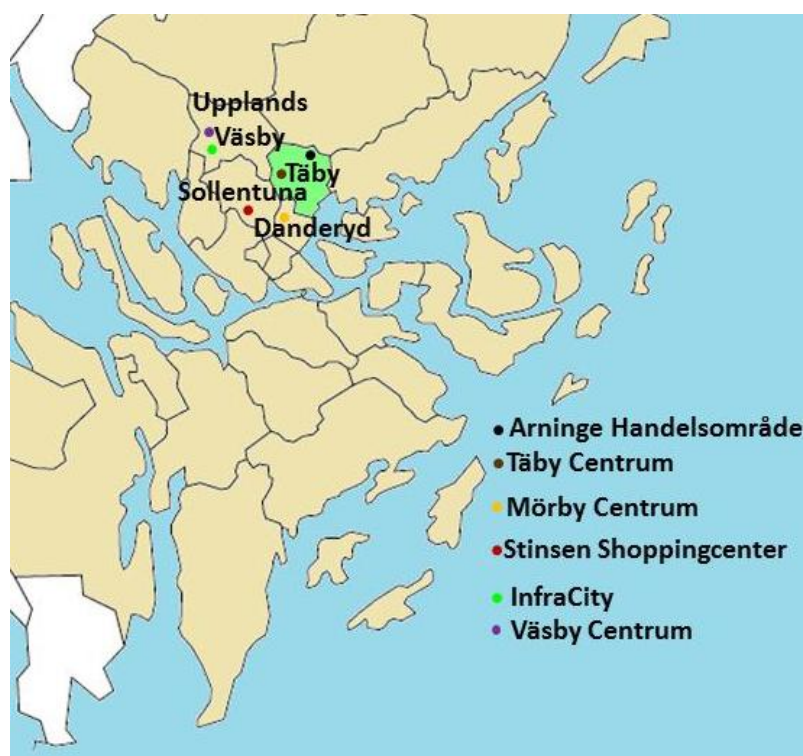 Upplands
Väsby
Täby
Sollentuna
Danderyd
Arninge Handelsområde
Täby Centrum
Mörby Centrum
Stinsen Shoppingcenter
InfraCity
Väsby Centrum